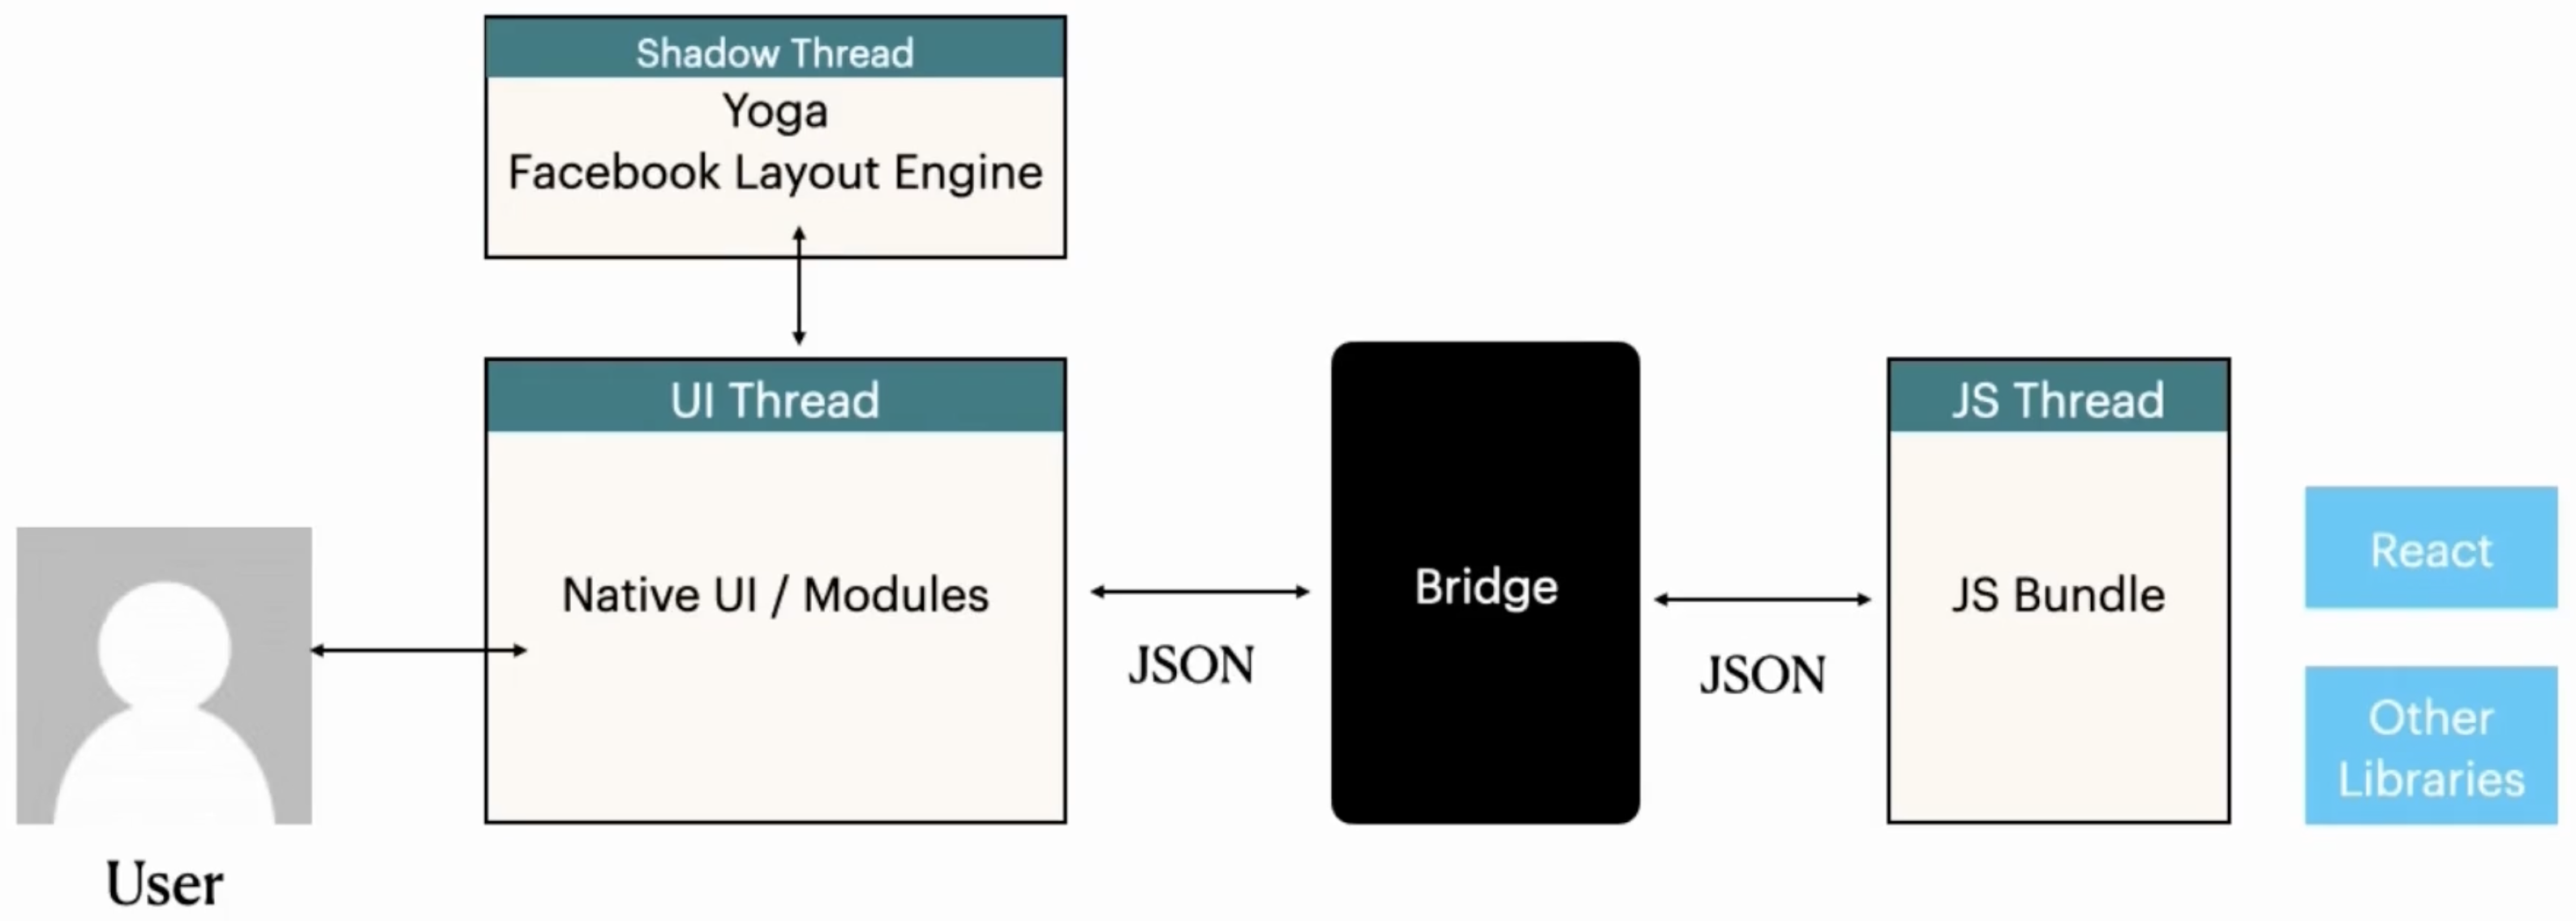 Shadow Thread
Yoga
Facebook Layout Engine
UI Thread
Native UI / Modules
User
JSON
Bridge
JSON
JS Thread
JS Bundle
React
Other
Libraries